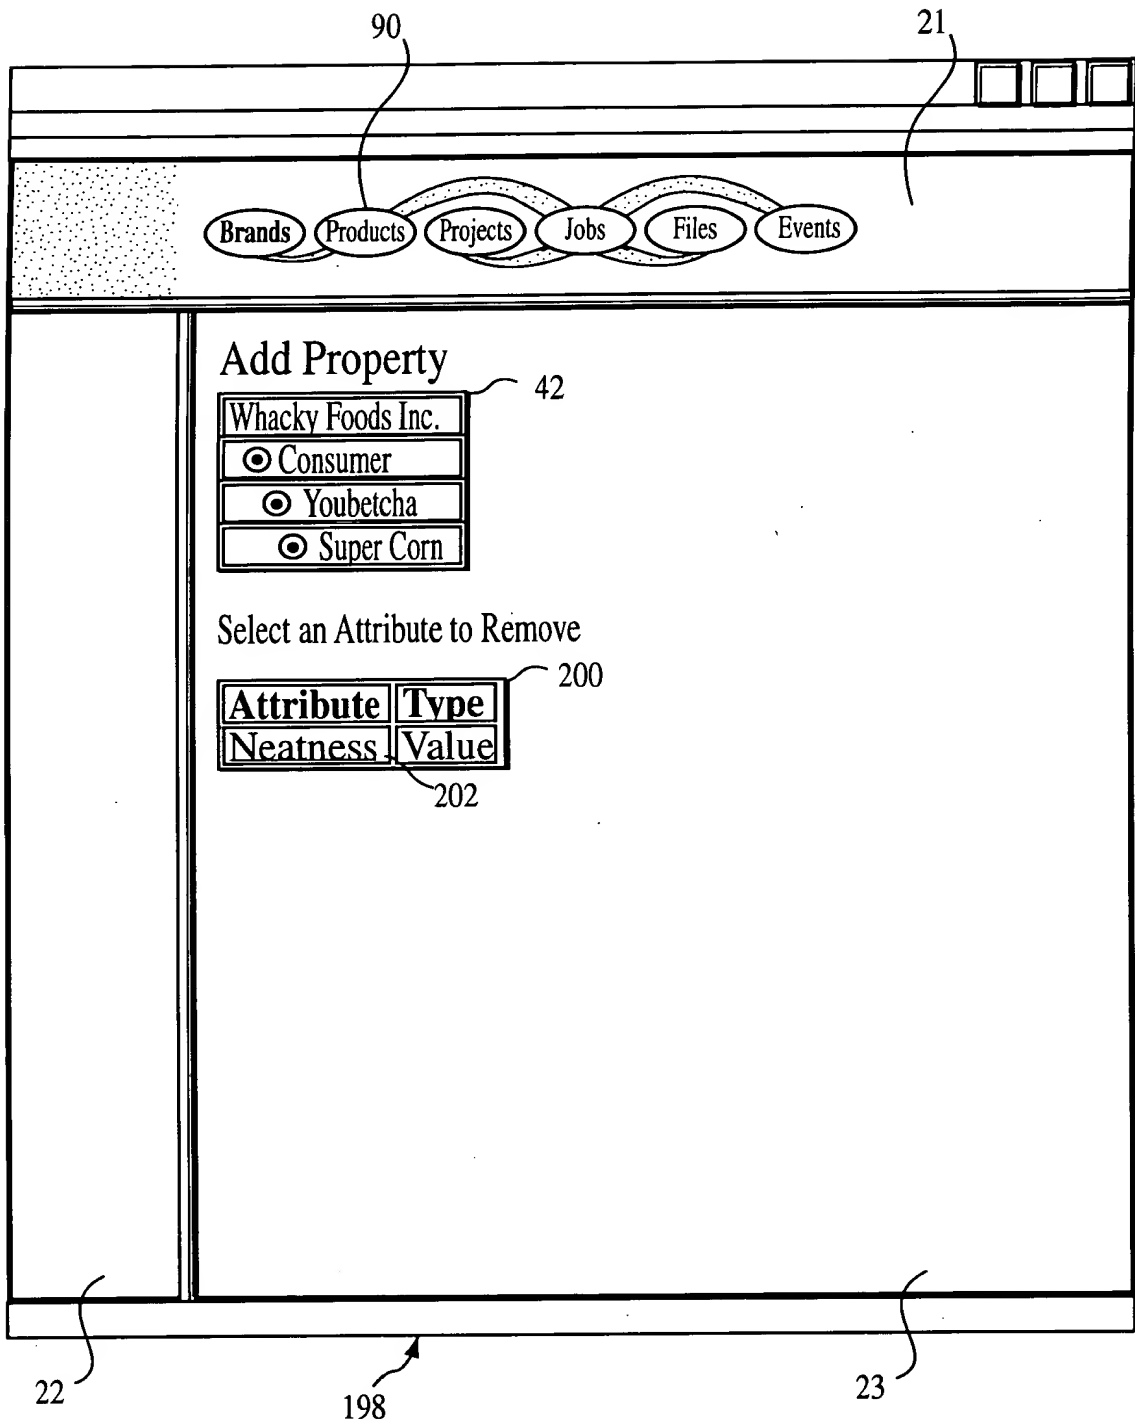 90
21
Brands Products Projects Jobs Files Events
Add Property
42
Whacky Foods Inc.
Consumer
Youbetcha
Super Corn
Select an Attribute to Remove
200
Attribute Type
Neatness Value
202
22
198
23